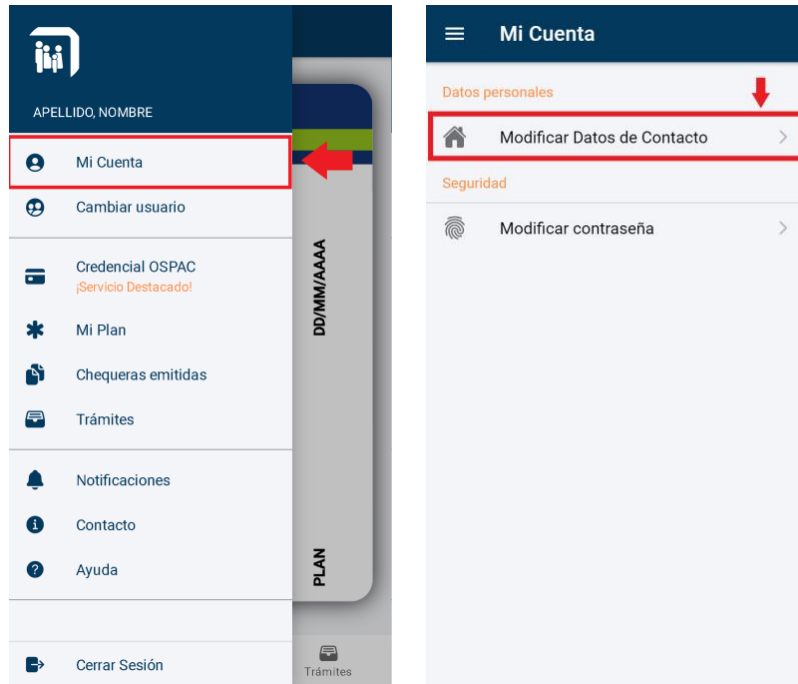 APELLIDO, NOMBRE
Mi Cuenta
Cambiar usuario
Credencial OSPAC
¡Servicio Destacado!
Mi Plan
Chequeras emitidas
Trámites
Notificaciones
Contacto
Ayuda
Cerrar Sesión
DD/MM/AAAA
PLAN
Trámites
Mi Cuenta
Datos personales
Modificar Datos de Contacto
Seguridad
Modificar contraseña